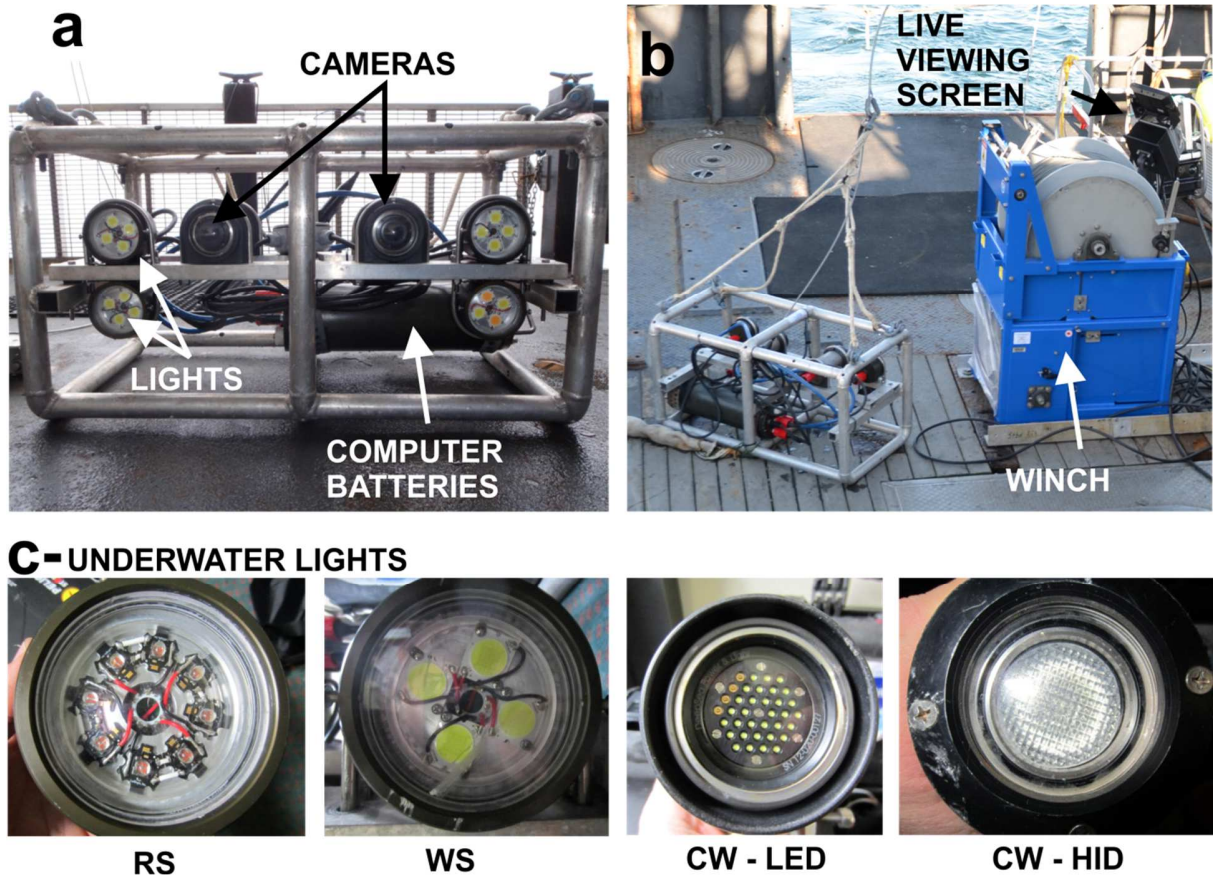 a
CAMERAS
LIGHTS
COMPUTER
BATTERIES
b
LIVE
VIEWING
SCREEN
WINCH
c- UNDERWATER LIGHTS
RS
WS
CW - LED
CW - HID